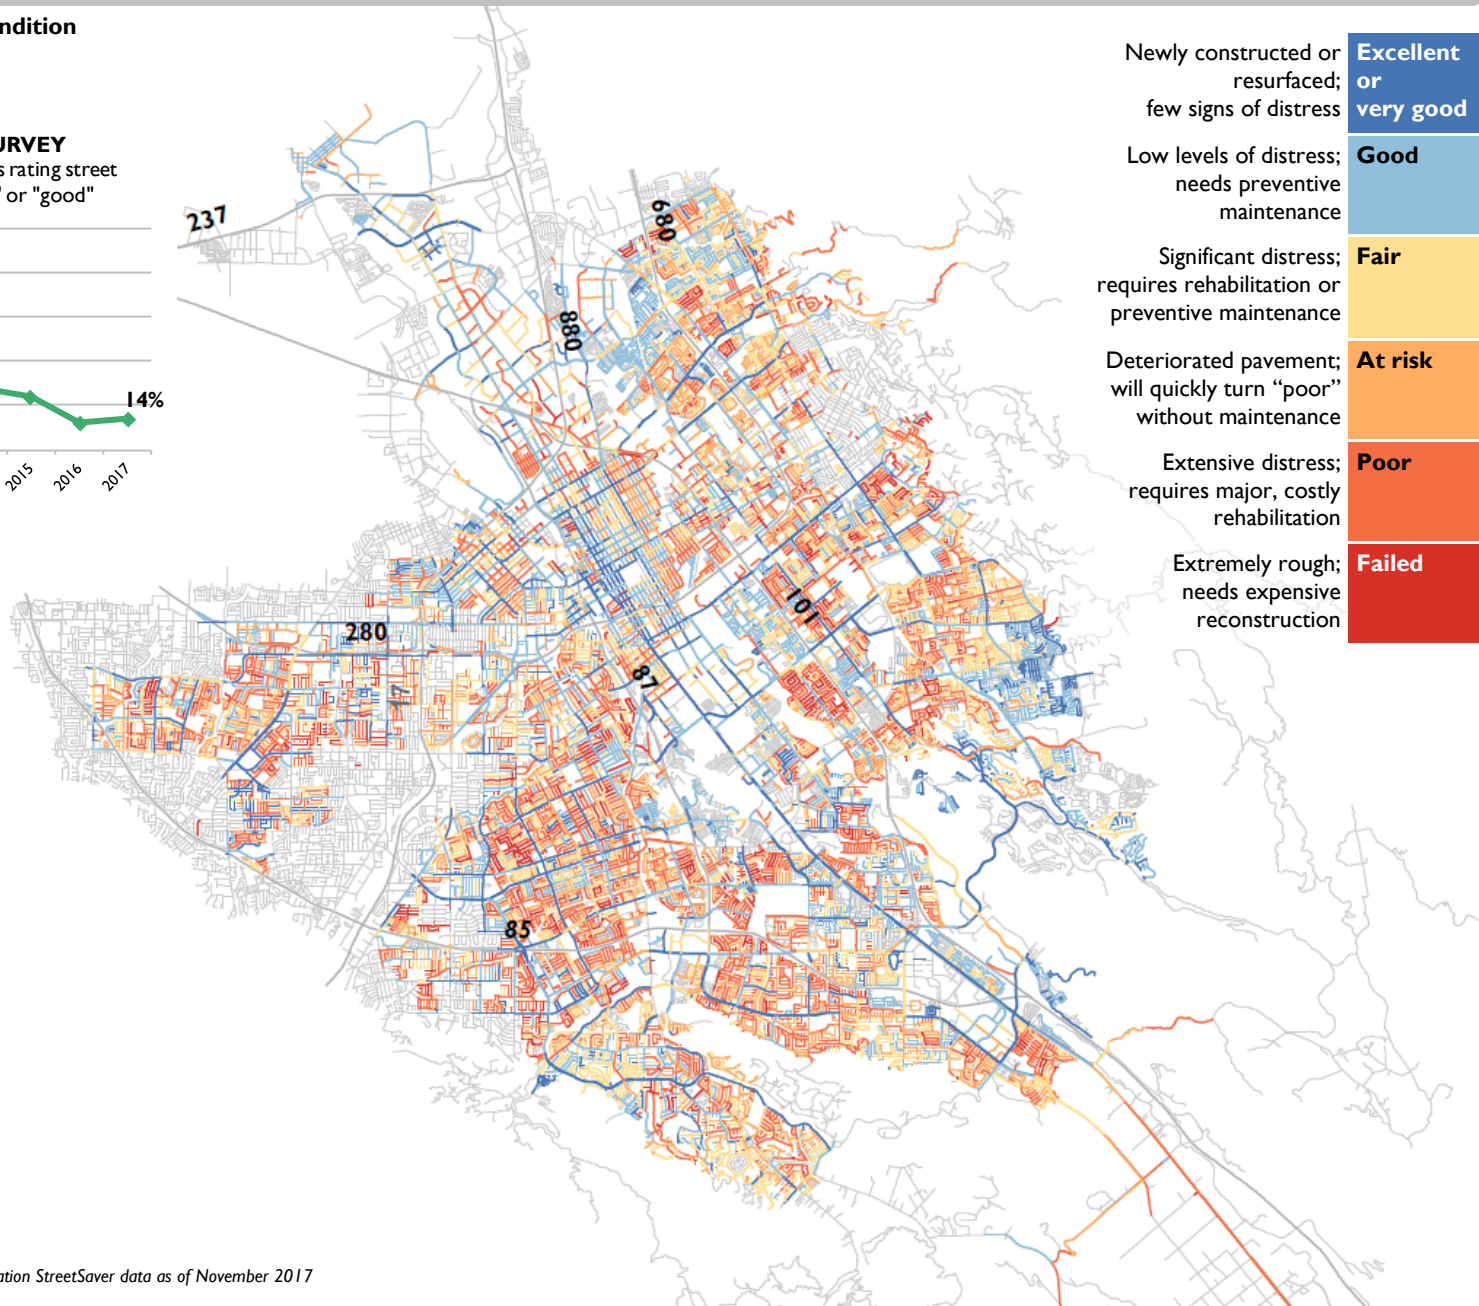 ndition
URVEY
s rating street
" or "good"
14%
2015
2016
2017
237
680
880
101
280
17
87
85
Newly constructed or
resurfaced;
few signs of distress
Excellent
or
very good
Low levels of distress;
needs preventive
maintenance
Good
Significant distress;
requires rehabilitation or
preventive maintenance
Fair
Deteriorated pavement;
will quickly turn “poor”
without maintenance
At risk
Extensive distress;
requires major, costly
rehabilitation
Poor
Extremely rough;
needs expensive
reconstruction
Failed
ation StreetSaver data as of November 2017